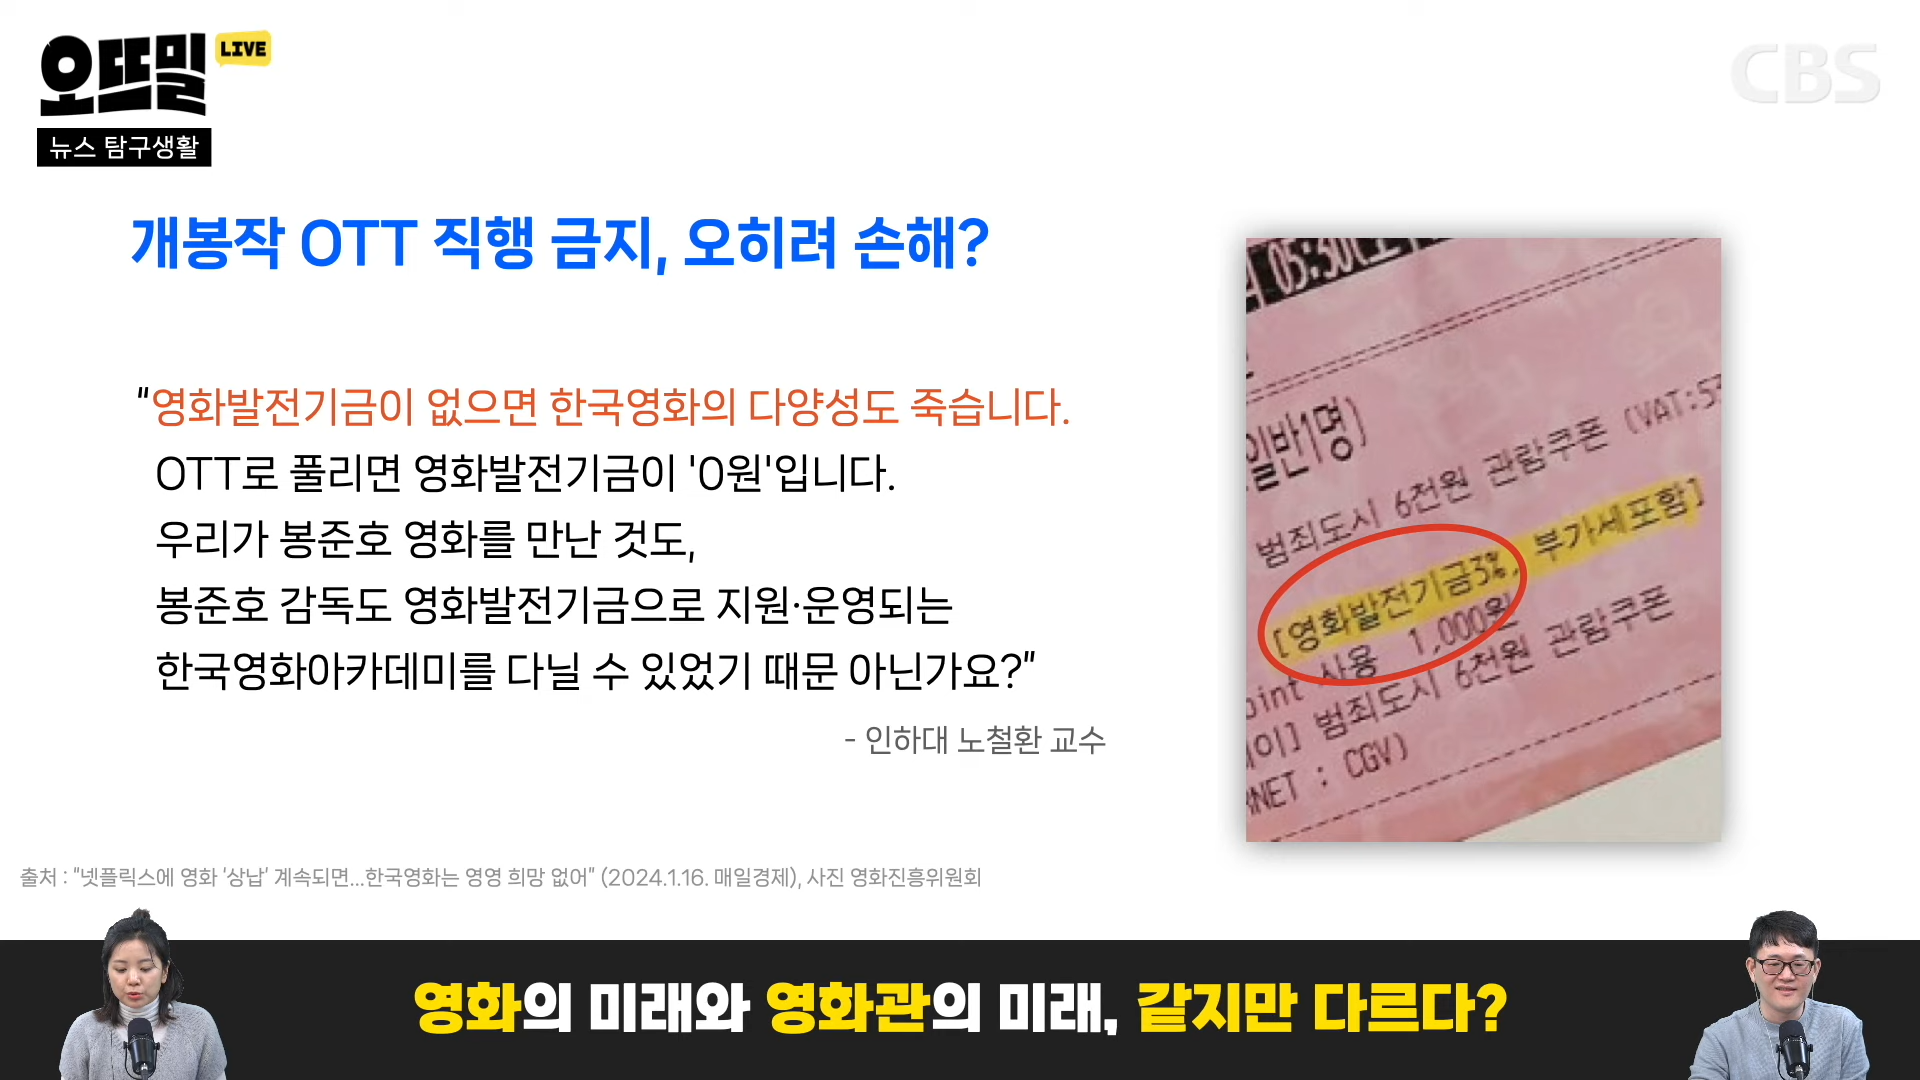 오뜨밀 LIVE
뉴스 탐구생활
CBS
개봉작 OTT 직행 금지, 오히려 손해?
"영화발전기금이 없으면 한국영화의 다양성도 죽습니다.
OTT로 풀리면 영화발전기금이 '0원'입니다.
우리가 봉준호 영화를 만난 것도,
봉준호 감독도 영화발전기금으로 지원·운영되는
한국영화아카데미를 다닐 수 있었기 때문 아닌가요?"
- 인하대 노철환 교수
05:30
일반1명)
범죄도시 6천원 관람쿠폰 (VAT:
[영화발전기금3%, 부가세포함]
사용 1,000원
범죄도시 6천원 관람쿠폰
: CGV)
출처 : "넷플릭스에 영화 '상납' 계속되면...한국영화는 영영 희망 없어" (2024.1.16. 매일경제), 사진 영화진흥위원회
영화의 미래와 영화관의 미래, 같지만 다르다?